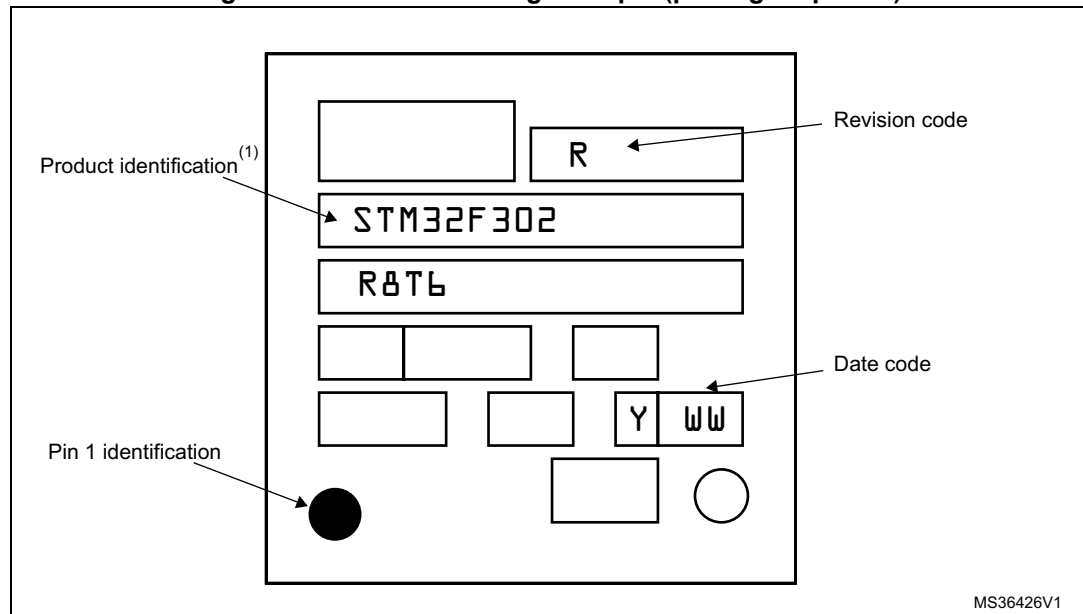 Revision code
R
Product identification(1)
STM32F302
R8T6
Date code
Y WW
Pin 1 identification
MS36426V1